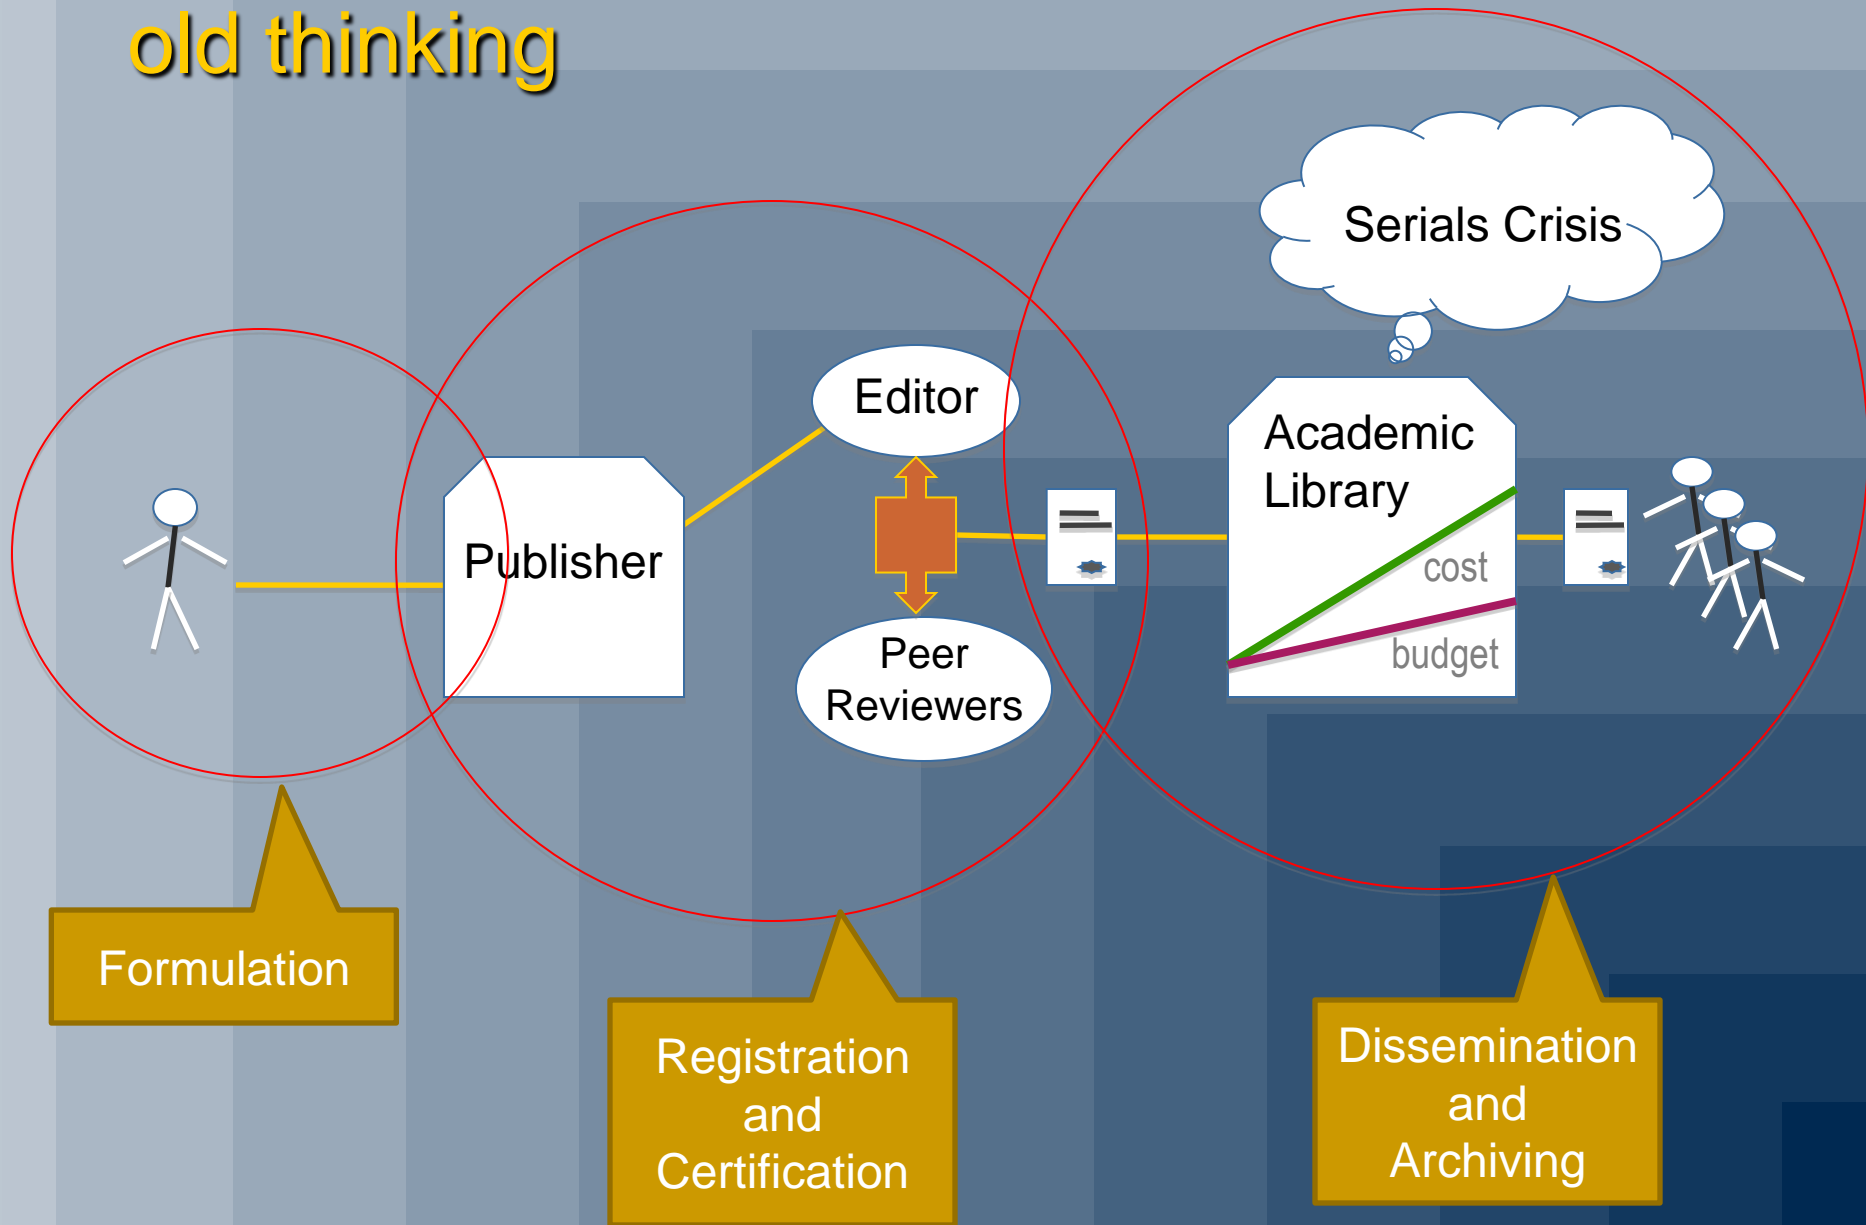 old thinking
Serials Crisis
Editor
Academic
Library
Publisher
cost
budget
Peer
Reviewers
Formulation
Registration
and
Certification
Dissemination
and
Archiving